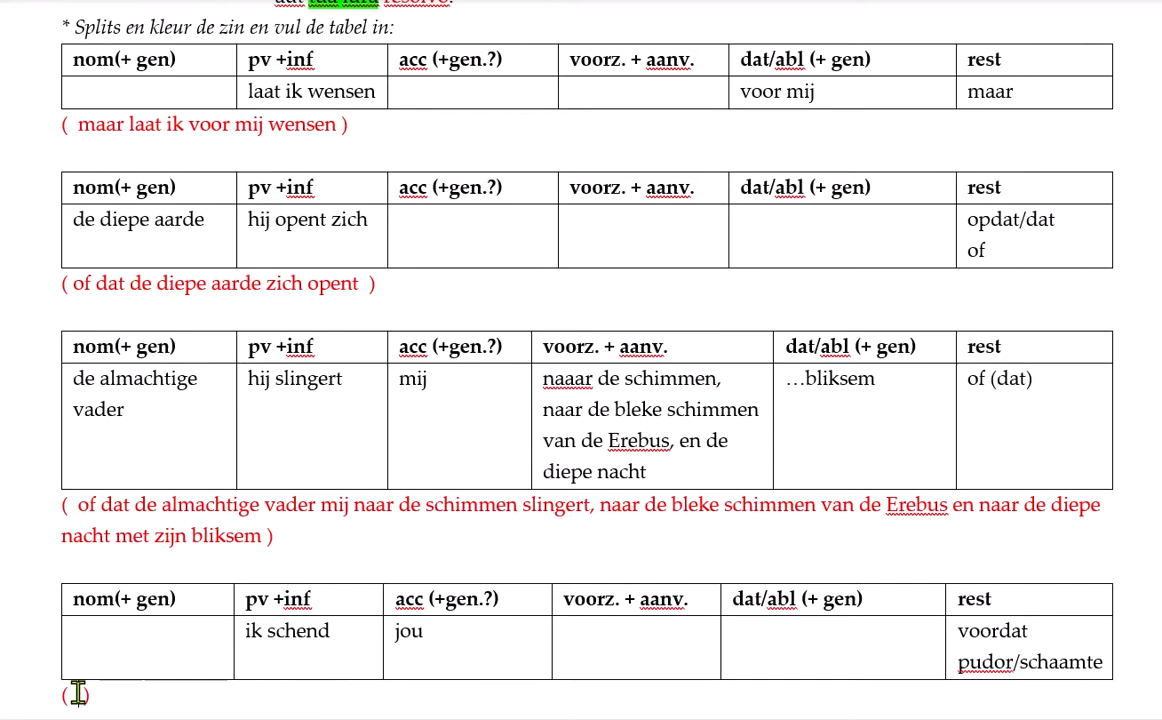 aut tua iura resolvo.
* Splits en kleur de zin en vul de tabel in:
nom(+ gen) pv +inf acc (+gen.?) voorz. + aanv. dat/abl (+ gen) rest
laat ik wensen voor mij maar
( maar laat ik voor mij wensen )
nom(+ gen) pv +inf acc (+gen.?) voorz. + aanv. dat/abl (+ gen) rest
de diepe aarde hij opent zich opdat/dat
of
( of dat de diepe aarde zich opent )
nom(+ gen) pv +inf acc (+gen.?) voorz. + aanv. dat/abl (+ gen) rest
de almachtige hij slingert mij naaar de schimmen, …bliksem of (dat)
vader naar de bleke schimmen
van de Erebus, en de
diepe nacht
( of dat de almachtige vader mij naar de schimmen slingert, naar de bleke schimmen van de Erebus en naar de diepe
nacht met zijn bliksem )
nom(+ gen) pv +inf acc (+gen.?) voorz. + aanv. dat/abl (+ gen) rest
ik schend jou voordat
pudor/schaamte
( )